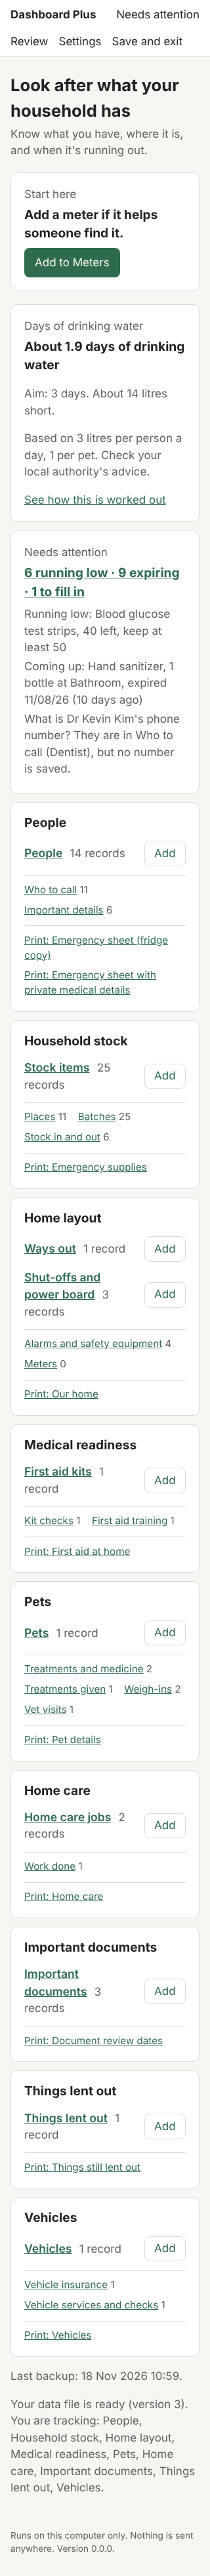 Dashboard Plus Needs attention
Review Settings Save and exit
Look after what your
household has
Know what you have, where it is,
and when it's running out.
Start here
Add a meter if it helps
someone find it.
Add to Meters
Days of drinking water
About 1.9 days of drinking
water
Aim: 3 days. About 14 litres
short.
Based on 3 litres per person a
day, 1 per pet. Check your
local authority's advice.
See how this is worked out
Needs attention
6 running low · 9 expiring
· 1 to fill in
Running low: Blood glucose
test strips, 40 left, keep at
least 50
Coming up: Hand sanitizer, 1
bottle at Bathroom, expired
11/08/26 (10 days ago)
What is Dr Kevin Kim's phone
number? They are in Who to
call (Dentist), but no number
is saved.
People
People 14 records Add
Who to call 11
Important details 6
Print: Emergency sheet (fridge
copy)
Print: Emergency sheet with
private medical details
Household stock
Stock items 25
records
Add
Places 11 Batches 25
Stock in and out 6
Print: Emergency supplies
Home layout
Ways out 1 record Add
Shut-offs and
power board 3
records
Add
Alarms and safety equipment 4
Meters 0
Print: Our home
Medical readiness
First aid kits 1
record
Add
Kit checks 1 First aid training 1
Print: First aid at home
Pets
Pets 1 record Add
Treatments and medicine 2
Treatments given 1 Weigh-ins 2
Vet visits 1
Print: Pet details
Home care
Home care jobs 2
records
Add
Work done 1
Print: Home care
Important documents
Important
documents 3
records
Add
Print: Document review dates
Things lent out
Things lent out 1
record
Add
Print: Things still lent out
Vehicles
Vehicles 1 record Add
Vehicle insurance 1
Vehicle services and checks 1
Print: Vehicles
Last backup: 18 Nov 2026 10:59.
Your data file is ready (version 3).
You are tracking: People,
Household stock, Home layout,
Medical readiness, Pets, Home
care, Important documents, Things
lent out, Vehicles.
Runs on this computer only. Nothing is sent
anywhere. Version 0.0.0.